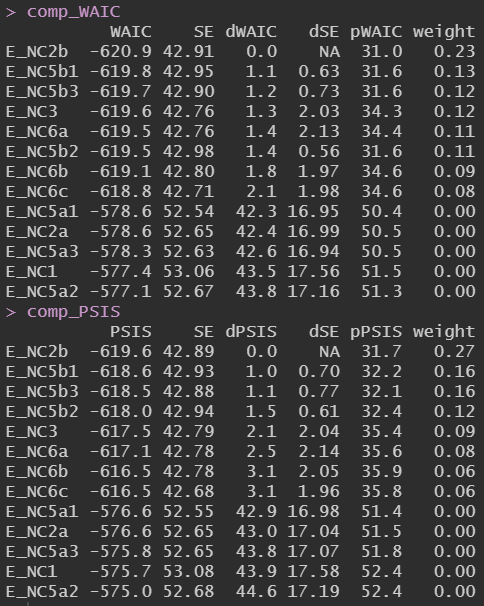 > comp_WAIC
WAIC SE dWAIC dSE pWAIC weight
E_NC2b -620.9 42.91 0.0 NA 31.0 0.23
E_NC5b1 -619.8 42.95 1.1 0.63 31.6 0.13
E_NC5b3 -619.7 42.90 1.2 0.73 31.6 0.12
E_NC3 -619.6 42.76 1.3 2.03 34.3 0.12
E_NC6a -619.5 42.76 1.4 2.13 34.4 0.11
E_NC5b2 -619.5 42.98 1.4 0.56 31.6 0.11
E_NC6b -619.1 42.80 1.8 1.97 34.6 0.09
E_NC6c -618.8 42.71 2.1 1.98 34.6 0.08
E_NC5a1 -578.6 52.54 42.3 16.95 50.4 0.00
E_NC2a -578.6 52.65 42.4 16.99 50.5 0.00
E_NC5a3 -578.3 52.63 42.6 16.94 50.5 0.00
E_NC1 -577.4 53.06 43.5 17.56 51.5 0.00
E_NC5a2 -577.1 52.67 43.8 17.16 51.3 0.00
> comp_PSIS
PSIS SE dPSIS dSE pPSIS weight
E_NC2b -619.6 42.89 0.0 NA 31.7 0.27
E_NC5b1 -618.6 42.93 1.0 0.70 32.2 0.16
E_NC5b3 -618.5 42.88 1.1 0.77 32.1 0.16
E_NC5b2 -618.0 42.94 1.5 0.61 32.4 0.12
E_NC3 -617.5 42.79 2.1 2.04 35.4 0.09
E_NC6a -617.1 42.78 2.5 2.14 35.6 0.08
E_NC6b -616.5 42.78 3.1 2.05 35.9 0.06
E_NC6c -616.5 42.68 3.1 1.96 35.8 0.06
E_NC5a1 -576.6 52.55 42.9 16.98 51.4 0.00
E_NC2a -576.6 52.65 43.0 17.04 51.5 0.00
E_NC5a3 -575.8 52.65 43.8 17.07 51.8 0.00
E_NC1 -575.7 53.08 43.9 17.58 52.4 0.00
E_NC5a2 -575.0 52.68 44.6 17.19 52.4 0.00